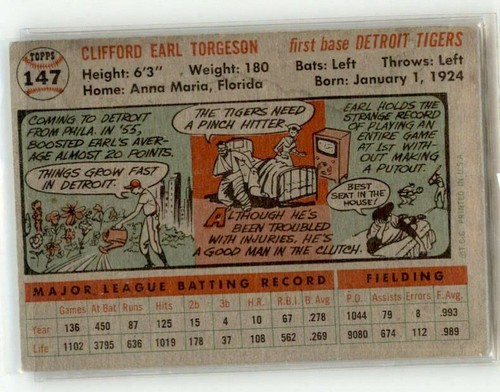 TOPPS
147
CLIFFORD EARL TORGESON first base DETROIT TIGERS
Height: 6'3" Weight: 180 Bats: Left Throws: Left
Home: Anna Maria, Florida Born: January 1, 1924
COMING TO DETROIT
FROM PHILA. IN '55,
BOOSTED EARL'S AVER-
AGE ALMOST 20 POINTS.
THINGS GROW FAST
IN DETROIT.
THE TIGERS NEED
A PINCH HITTER.
ALTHOUGH HE'S
BEEN TROUBLED
WITH INJURIES, HE'S
A GOOD MAN IN THE CLUTCH.
EARL HOLDS THE
STRANGE RECORD
OF PLAYING AN
ENTIRE GAME
AT 1ST WITH-
OUT MAKING
A PUTOUT.
BEST
SEAT IN THE
HOUSE!
©T.C.G. PRINTED IN U.S.A.
MAJOR LEAGUE BATTING RECORD FIELDING
Games At Bat Runs Hits 2b 3b H.R. R.B.I. B. Avg P.O. Assists Errors F. Avg.
Year 136 450 87 125 15 4 10 67 .278 1044 79 8 .993
Life 1102 3795 636 1019 137 178 108 562 .269 9080 674 112 .989